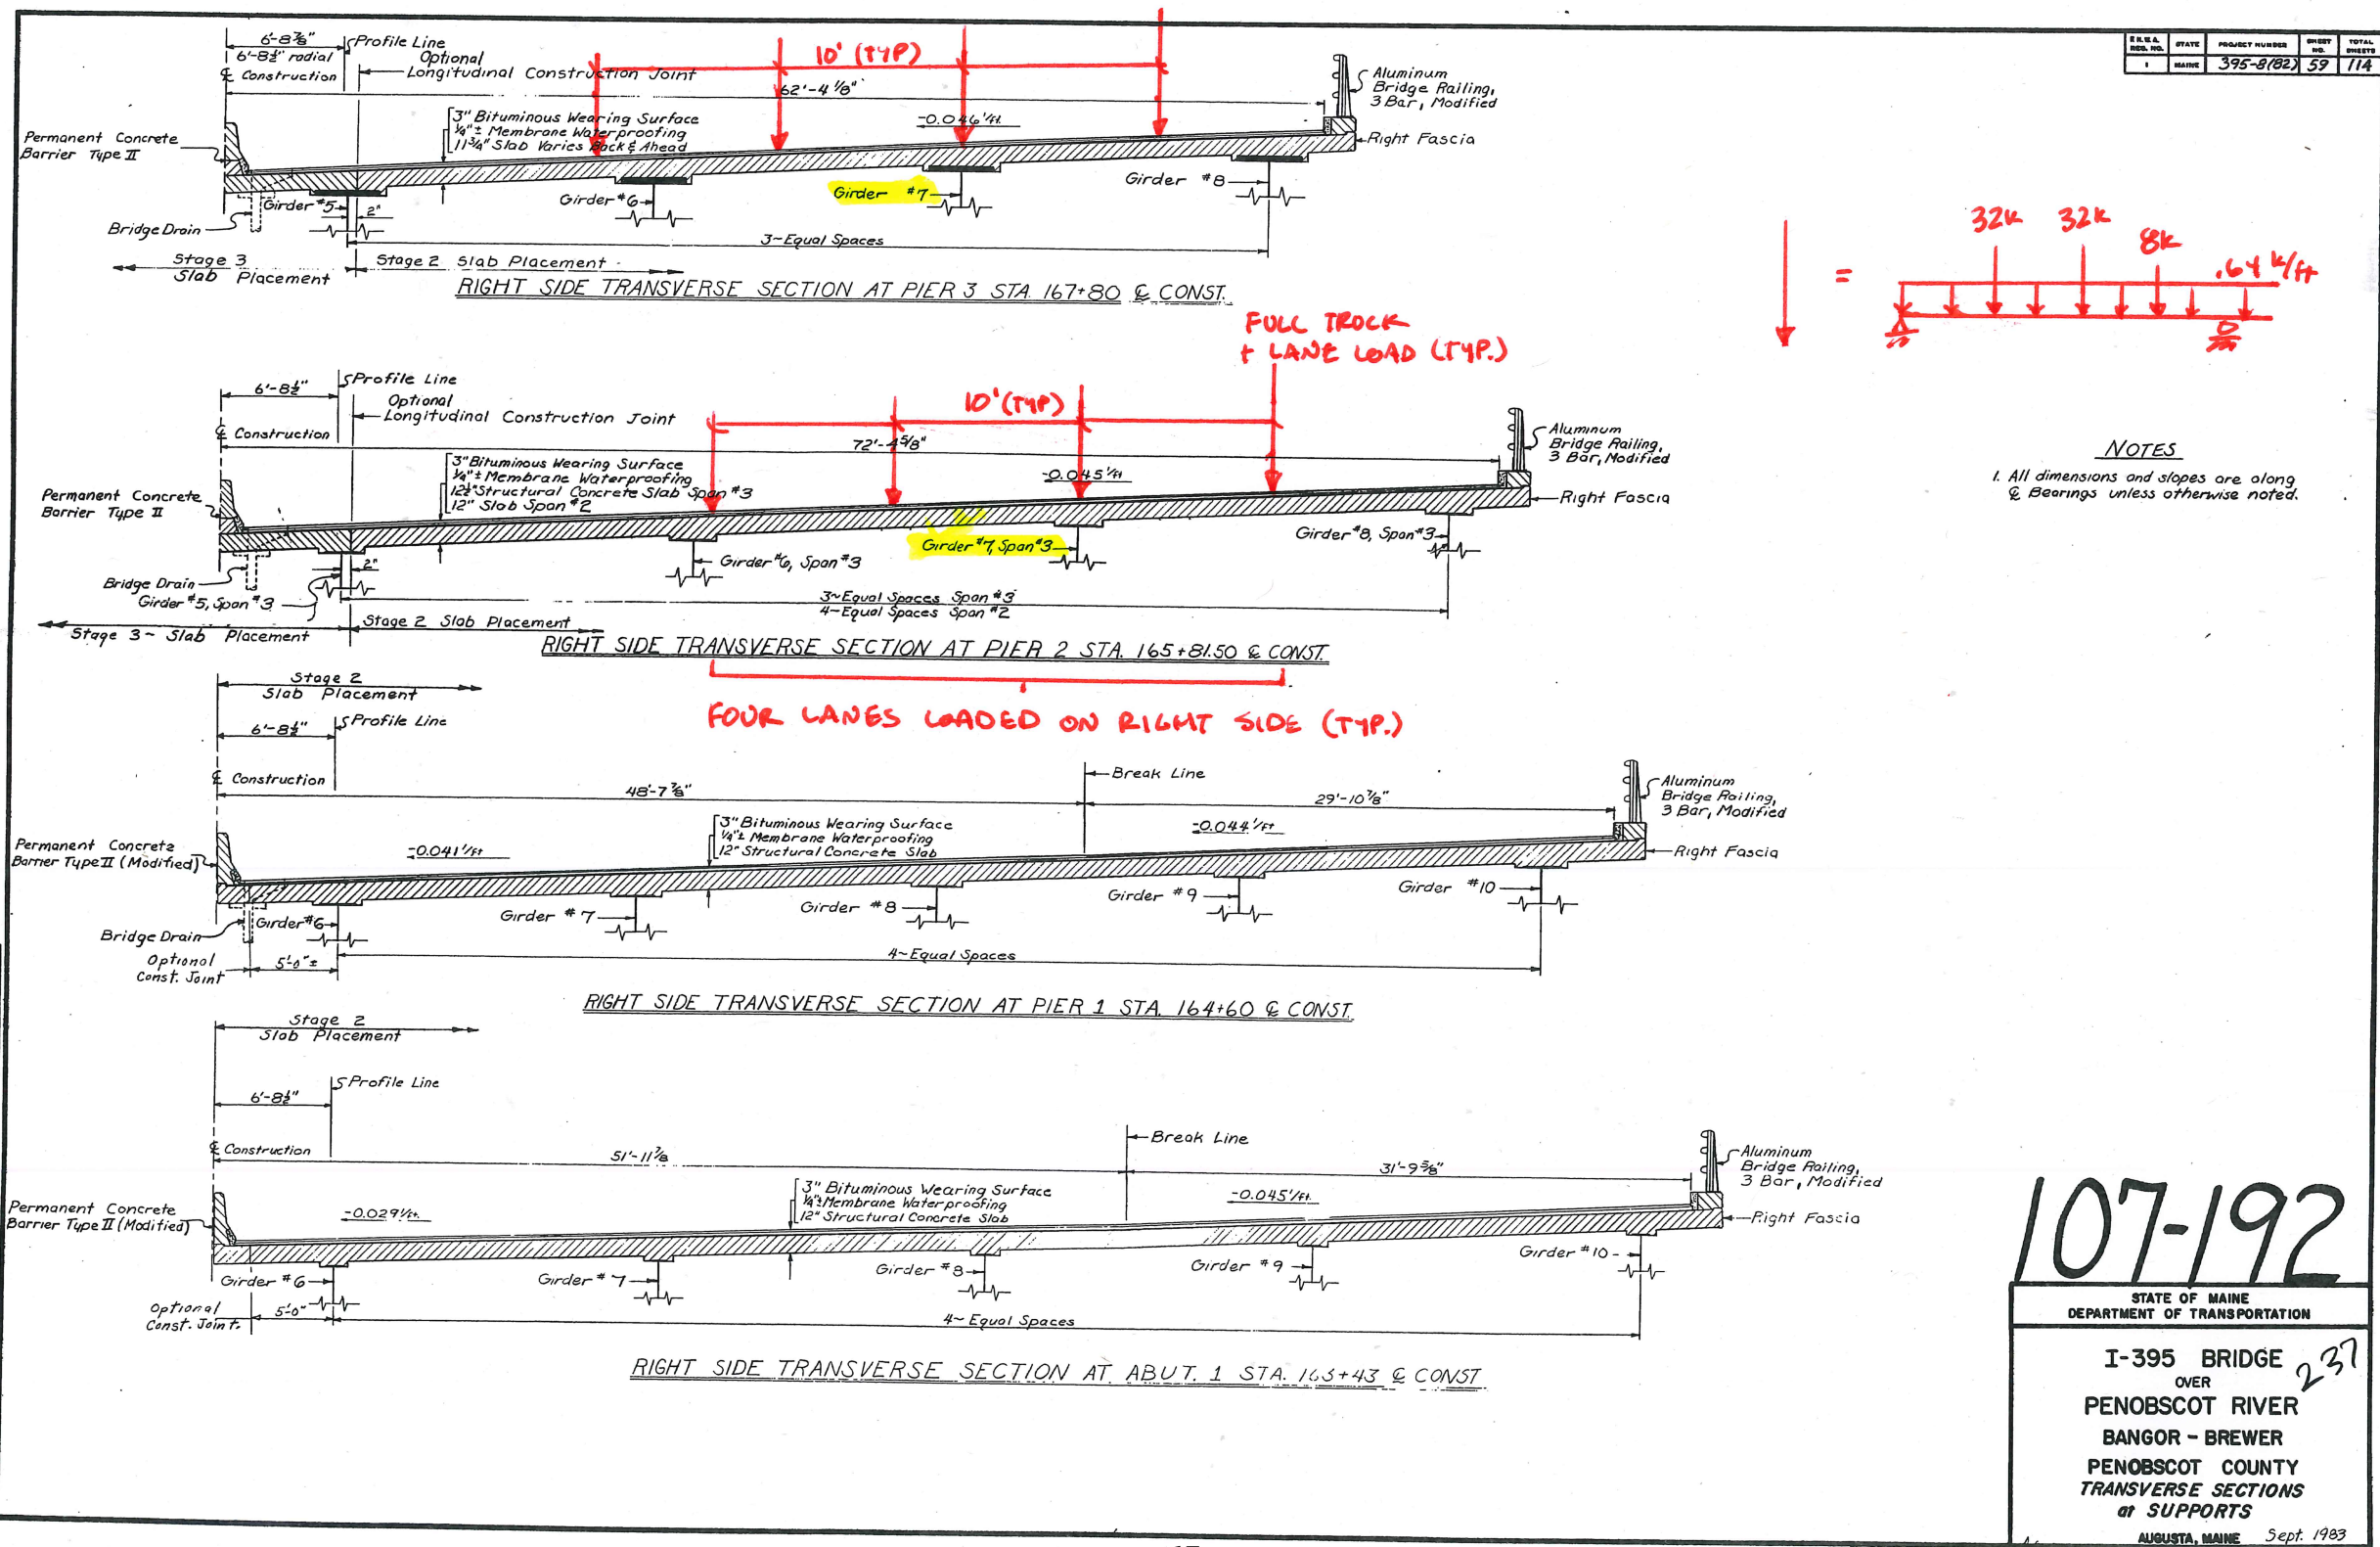 F.H.W.A. REG. NO. STATE PROJECT NUMBER SHEET NO. TOTAL SHEETS
1 MAINE 395-8(82) 59 114
6'-8⅞"
6'-8½" radial
Profile Line
℄ Construction
Optional
Longitudinal Construction Joint
10' (TYP)
62'-4 ⅛"
Aluminum
Bridge Railing,
3 Bar, Modified
Permanent Concrete
Barrier Type II
3" Bituminous Wearing Surface
¼"± Membrane Waterproofing
11¾" Slab Varies Back & Ahead
-0.046'/ft.
Right Fascia
Girder #5
2"
Girder #6
Girder #7
Girder #8
Bridge Drain
3~Equal Spaces
Stage 3
Slab Placement
Stage 2 Slab Placement
RIGHT SIDE TRANSVERSE SECTION AT PIER 3 STA. 167+80 ℄ CONST.
=
32k 32k 8k .64 k/ft
FULL TRUCK
+ LANE LOAD (TYP.)
6'-8½"
Profile Line
Optional
Longitudinal Construction Joint
10' (TYP)
℄ Construction
72'-4⅝"
Aluminum
Bridge Railing,
3 Bar, Modified
3" Bituminous Wearing Surface
¼"± Membrane Waterproofing
12½" Structural Concrete Slab Span #3
12" Slab Span #2
-0.045'/ft
Permanent Concrete
Barrier Type II
Right Fascia
Bridge Drain
Girder #5, Span #3
2"
Girder #6, Span #3
Girder #7, Span #3
Girder #8, Span #3
3~Equal Spaces Span #3
4~Equal Spaces Span #2
Stage 3 ~ Slab Placement
Stage 2 Slab Placement
RIGHT SIDE TRANSVERSE SECTION AT PIER 2 STA. 165+81.50 ℄ CONST.
FOUR LANES LOADED ON RIGHT SIDE (TYP.)
NOTES
1. All dimensions and slopes are along
℄ Bearings unless otherwise noted.
Stage 2
Slab Placement
6'-8½"
Profile Line
℄ Construction
48'-7⅞"
Break Line
29'-10⅞"
Aluminum
Bridge Railing,
3 Bar, Modified
Permanent Concrete
Barrier Type II (Modified)
-0.041'/ft
3" Bituminous Wearing Surface
¼"± Membrane Waterproofing
12" Structural Concrete Slab
-0.044'/ft
Right Fascia
Girder #6
Girder #7
Girder #8
Girder #9
Girder #10
Bridge Drain
Optional
Const. Joint
5'-0"±
4~Equal Spaces
RIGHT SIDE TRANSVERSE SECTION AT PIER 1 STA. 164+60 ℄ CONST.
Stage 2
Slab Placement
6'-8½"
Profile Line
℄ Construction
51'-11⅞
Break Line
31'-9⅝"
Aluminum
Bridge Railing,
3 Bar, Modified
Permanent Concrete
Barrier Type II (Modified)
-0.029'/ft.
3" Bituminous Wearing Surface
¼"± Membrane Waterproofing
12" Structural Concrete Slab
-0.045'/ft.
Right Fascia
Girder #6
Girder #7
Girder #8
Girder #9
Girder #10
Optional
Const. Joint.
5'-0"
4~Equal Spaces
RIGHT SIDE TRANSVERSE SECTION AT ABUT. 1 STA. 163+43 ℄ CONST.
107-192
STATE OF MAINE
DEPARTMENT OF TRANSPORTATION
I-395 BRIDGE
237
OVER
PENOBSCOT RIVER
BANGOR - BREWER
PENOBSCOT COUNTY
TRANSVERSE SECTIONS
at SUPPORTS
AUGUSTA, MAINE Sept. 1983